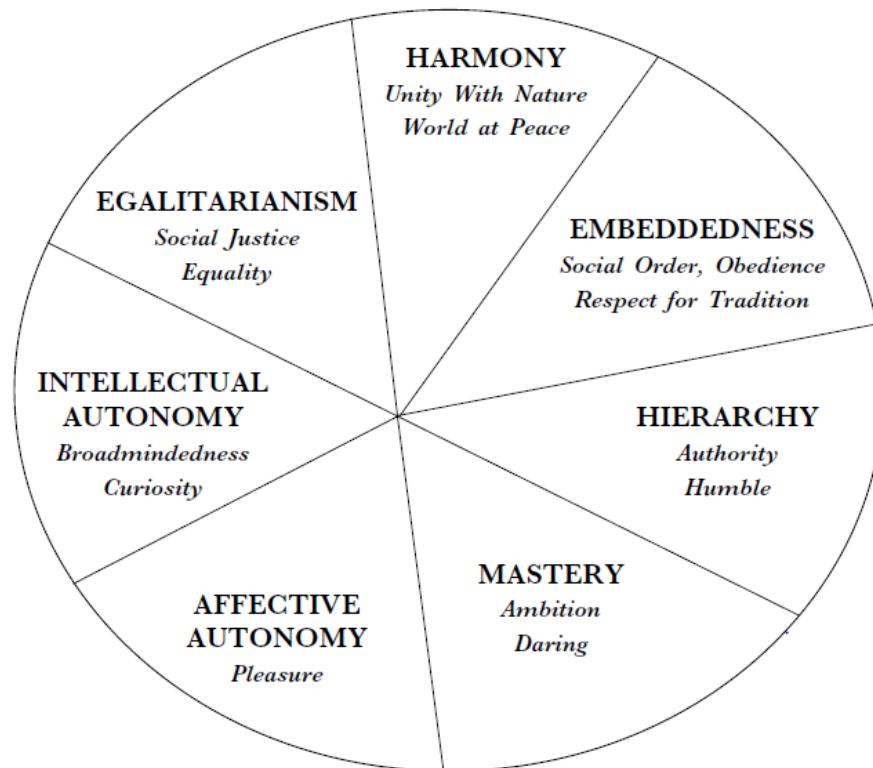 HARMONY
Unity With Nature
World at Peace
EGALITARIANISM
Social Justice
Equality
EMBEDDEDNESS
Social Order, Obedience
Respect for Tradition
INTELLECTUAL
AUTONOMY
Broadmindedness
Curiosity
HIERARCHY
Authority
Humble
MASTERY
Ambition
Daring
AFFECTIVE
AUTONOMY
Pleasure